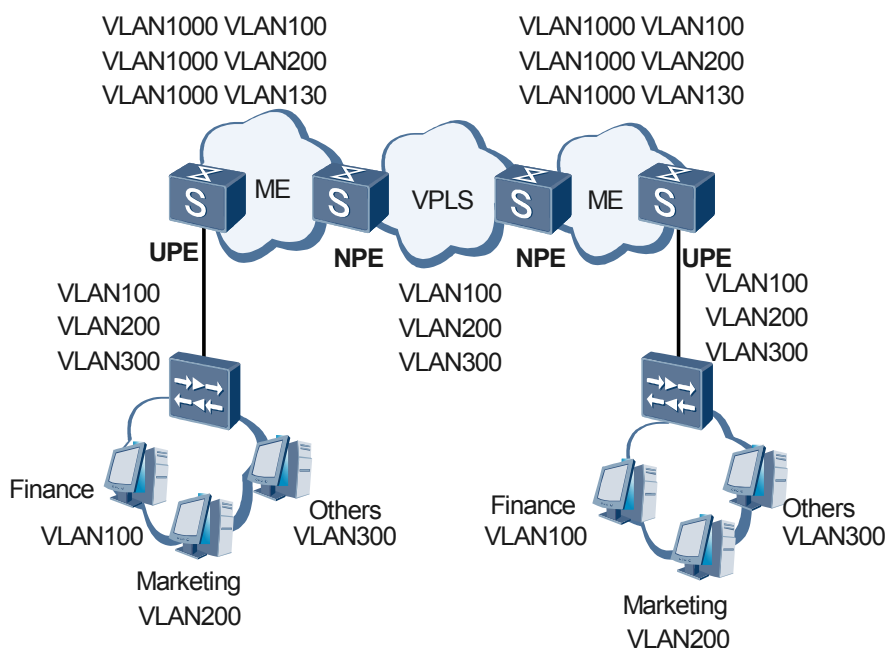 VLAN1000 VLAN100
VLAN1000 VLAN200
VLAN1000 VLAN130
VLAN1000 VLAN100
VLAN1000 VLAN200
VLAN1000 VLAN130
S
ME
S
VPLS
S
ME
S
UPE
NPE
NPE
UPE
VLAN100
VLAN200
VLAN300
VLAN100
VLAN200
VLAN300
VLAN100
VLAN200
VLAN300
Finance
VLAN100
Marketing
VLAN200
Others
VLAN300
Finance
VLAN100
Marketing
VLAN200
Others
VLAN300